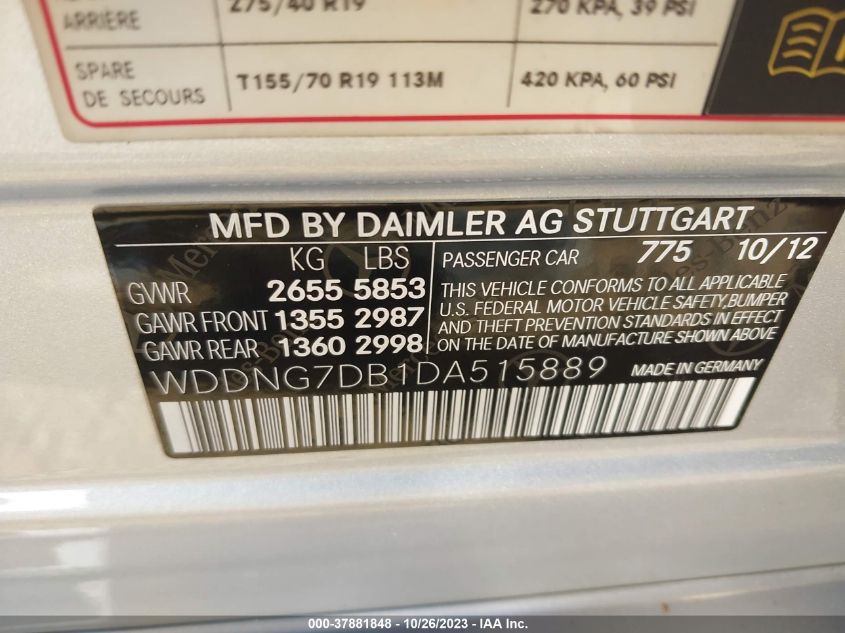 ARRIÈRE 275/40 R19 270 KPA, 39 PSI
SPARE
DE SECOURS T155/70 R19 113M 420 KPA, 60 PSI
MFD BY DAIMLER AG STUTTGART
KG LBS
GVWR 2655 5853
GAWR FRONT 1355 2987
GAWR REAR 1360 2998
PASSENGER CAR 775 10/12
THIS VEHICLE CONFORMS TO ALL APPLICABLE
U.S. FEDERAL MOTOR VEHICLE SAFETY,BUMPER
AND THEFT PREVENTION STANDARDS IN EFFECT
ON THE DATE OF MANUFACTURE SHOWN ABOVE
WDDNG7DB1DA515889 MADE IN GERMANY
000-37881848 - 10/26/2023 - IAA Inc.